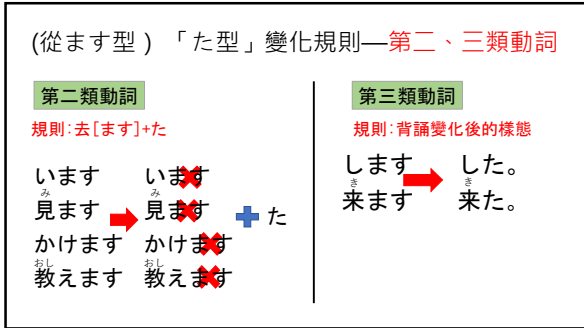 (從ます型 ) 「た型」變化規則—第二、三類動詞
第二類動詞
規則:去[ます]+た
います います
み み
見ます 見ます
かけます かけます
おし おし
教えます 教えます
た
第三類動詞
規則:背誦變化後的樣態
します した。
き き
来ます 来た。